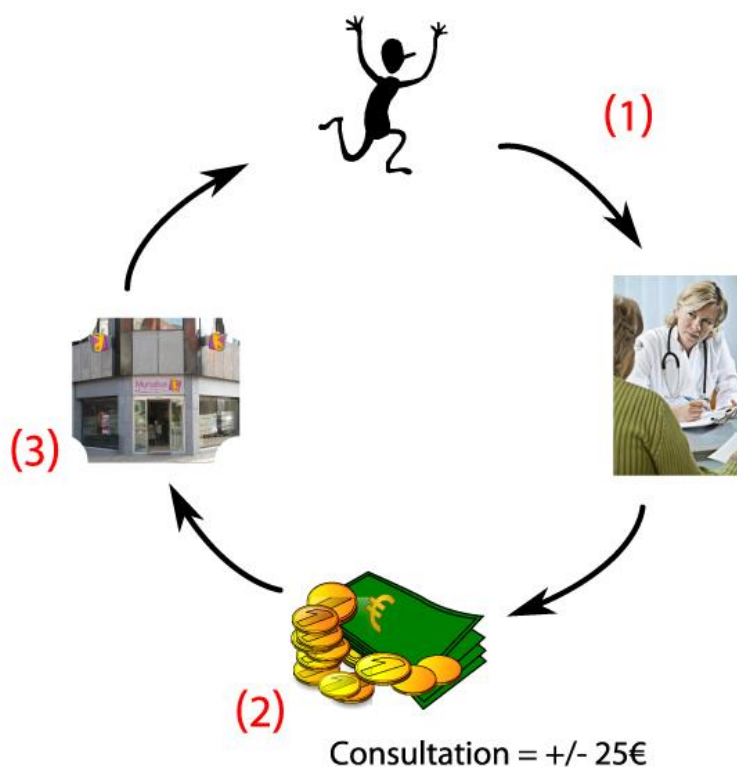 (1)
(3)
(2)
Consultation = +/- 25€